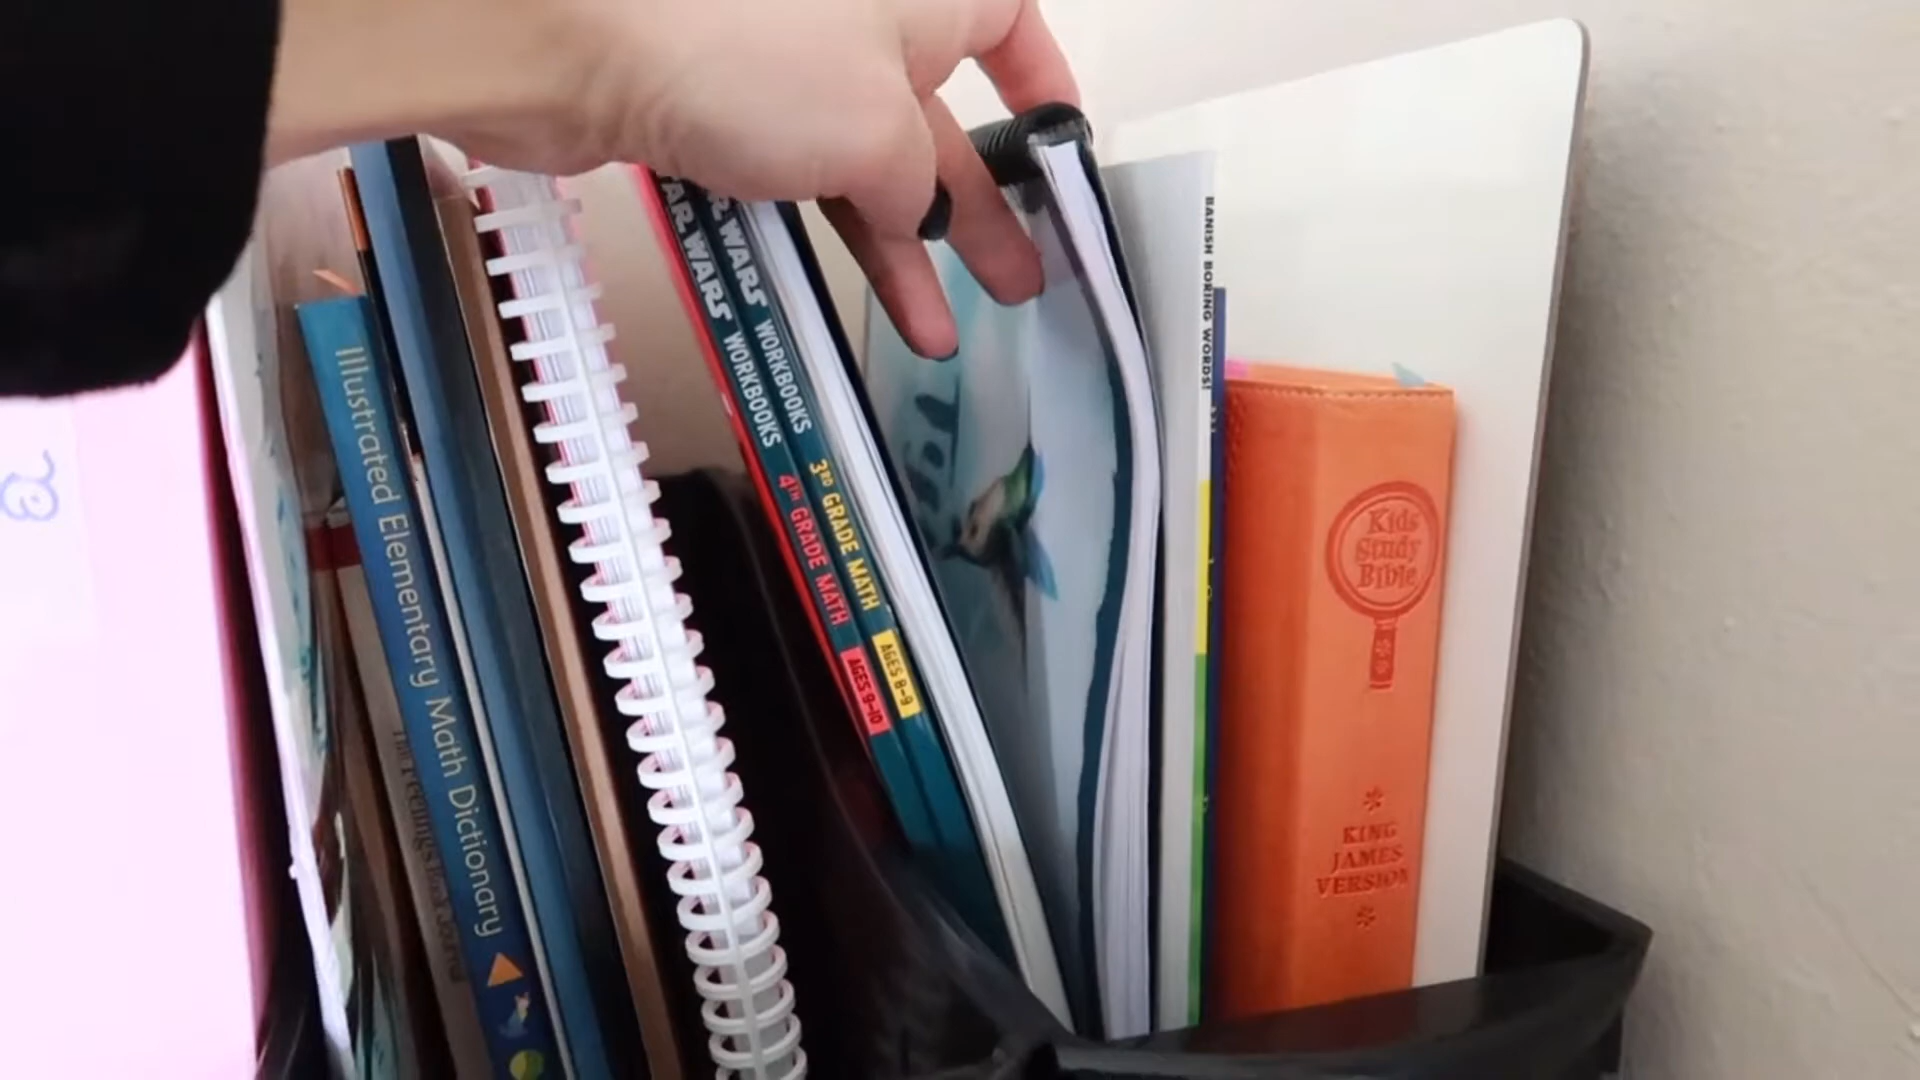 a
Illustrated Elementary Math Dictionary
STAR WARS WORKBOOKS 4TH GRADE MATH AGES 9-10
WARS WORKBOOKS 3RD GRADE MATH AGES 8-9
BANISH BORING WORDS!
Kids
Study
Bible
KING
JAMES
VERSION